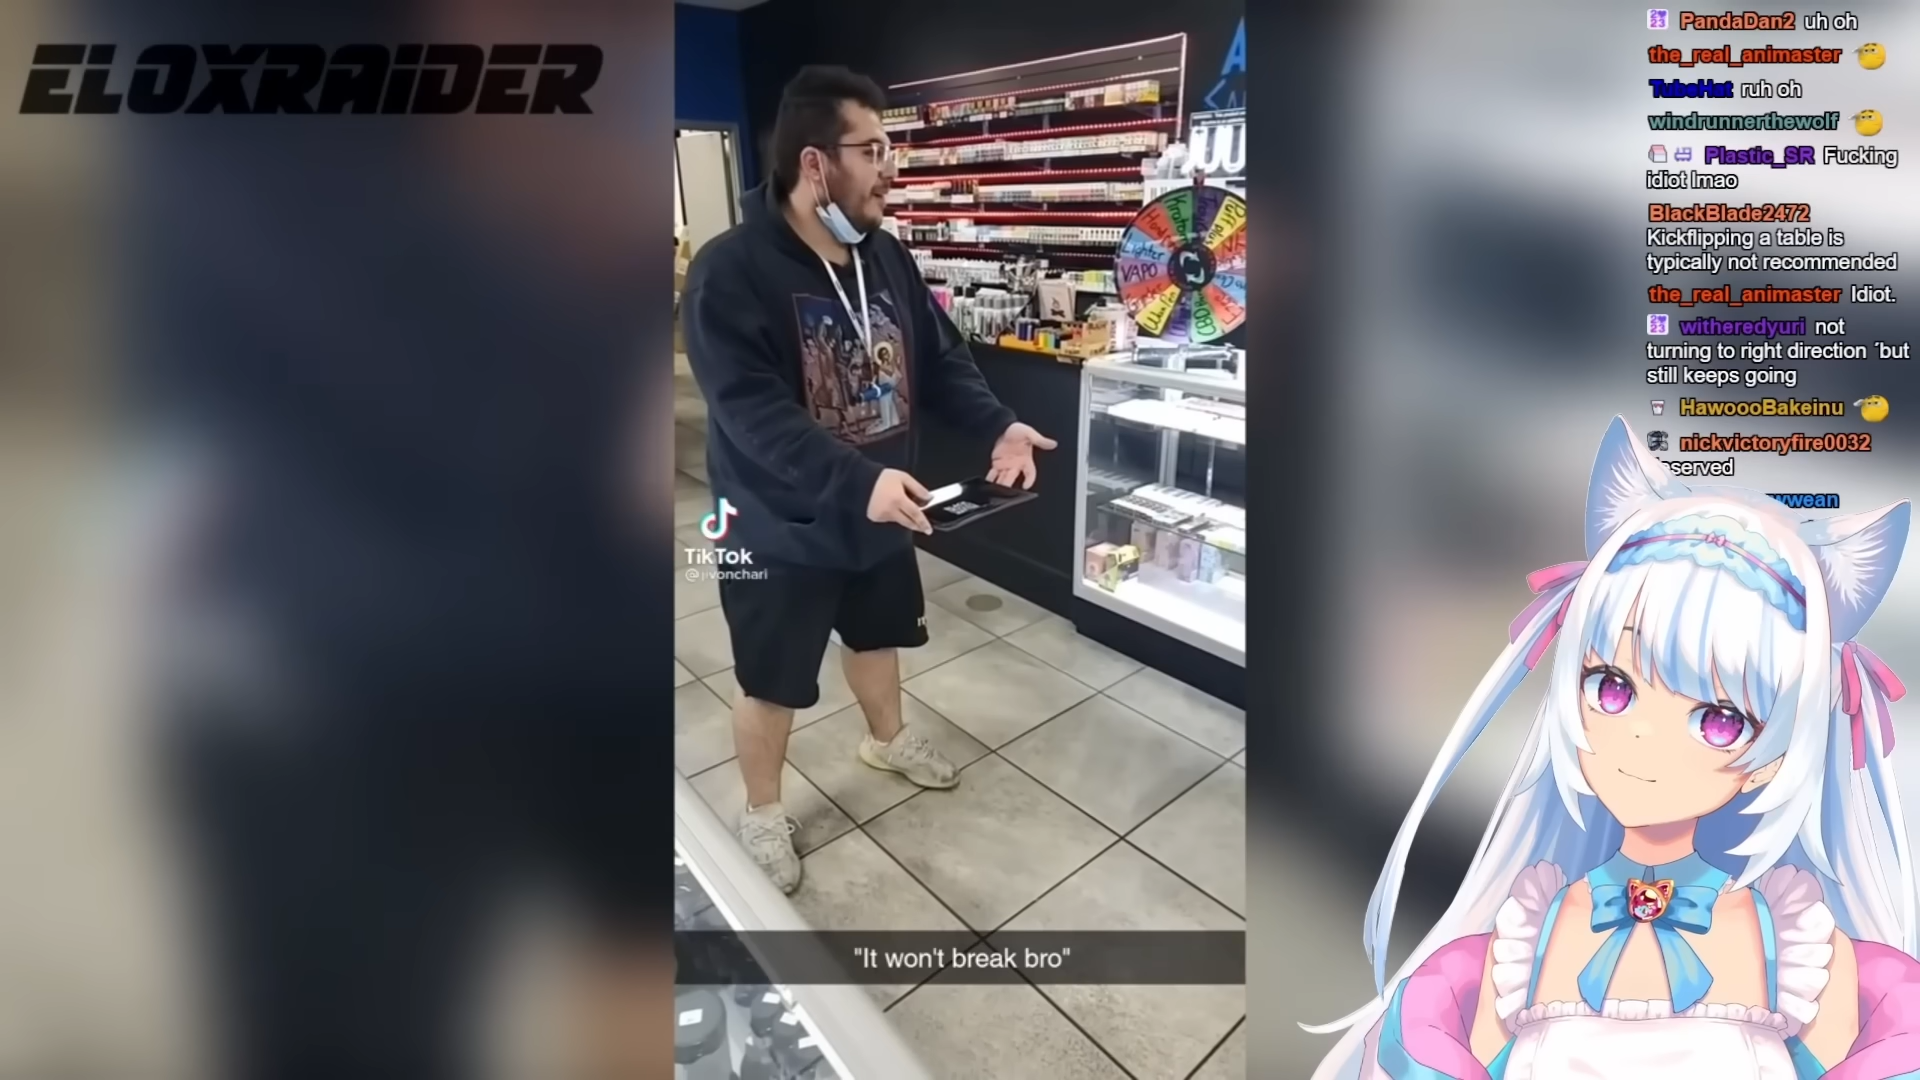 ELOXRAIDER
VAPO
CBD
TikTok
@jivonchari
"It won't break bro"
PandaDan2 uh oh
the_real_animaster
TubeHat ruh oh
windrunnerthewolf
Plastic_SR Fucking
idiot lmao
BlackBlade2472
Kickflipping a table is
typically not recommended
the_real_animaster Idiot.
witheredyuri not
turning to right direction ´but
still keeps going
HawoooBakeinu
nickvictoryfire0032